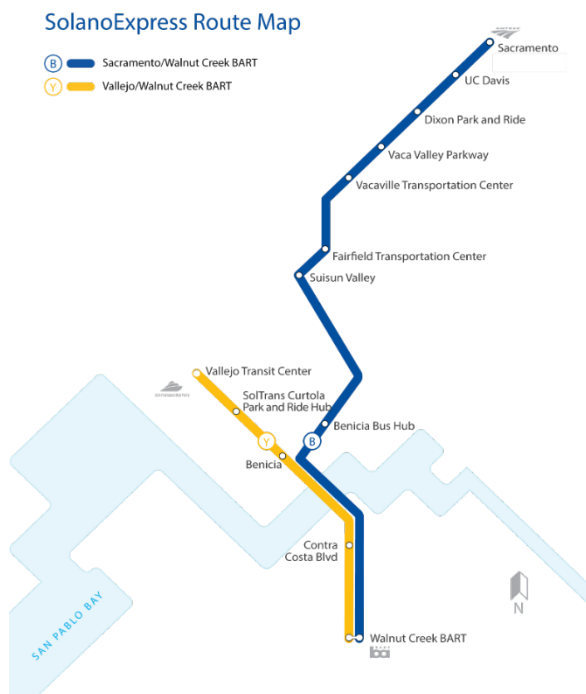 SolanoExpress Route Map
B Sacramento/Walnut Creek BART
Y Vallejo/Walnut Creek BART
Sacramento
UC Davis
Dixon Park and Ride
Vaca Valley Parkway
Vacaville Transportation Center
Fairfield Transportation Center
Suisun Valley
Vallejo Transit Center
SolTrans Curtola
Park and Ride Hub
Benicia Bus Hub
Y
B
Benicia
Contra
Costa Blvd
SAN PABLO BAY
N
Walnut Creek BART
ba